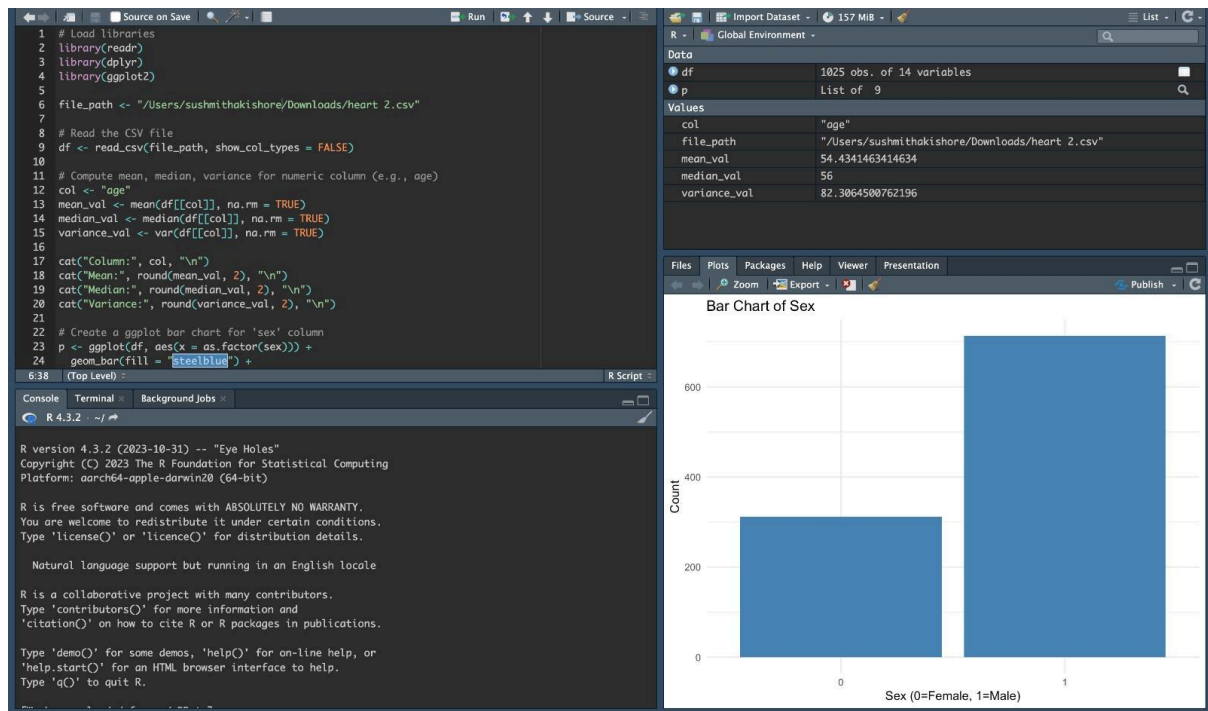 Source on Save
Run
Source
1 # Load libraries
2 library(readr)
3 library(dplyr)
4 library(ggplot2)
5
6 file_path <- "/Users/sushmithakishore/Downloads/heart 2.csv"
7
8 # Read the CSV file
9 df <- read_csv(file_path, show_col_types = FALSE)
10
11 # Compute mean, median, variance for numeric column (e.g., age)
12 col <- "age"
13 mean_val <- mean(df[[col]], na.rm = TRUE)
14 median_val <- median(df[[col]], na.rm = TRUE)
15 variance_val <- var(df[[col]], na.rm = TRUE)
16
17 cat("Column:", col, "\n")
18 cat("Mean:", round(mean_val, 2), "\n")
19 cat("Median:", round(median_val, 2), "\n")
20 cat("Variance:", round(variance_val, 2), "\n")
21
22 # Create a ggplot bar chart for 'sex' column
23 p <- ggplot(df, aes(x = as.factor(sex))) +
24 geom_bar(fill = "steelblue") +
6:38 (Top Level) R Script
Console Terminal Background Jobs
R 4.3.2 · ~/
R version 4.3.2 (2023-10-31) -- "Eye Holes"
Copyright (C) 2023 The R Foundation for Statistical Computing
Platform: aarch64-apple-darwin20 (64-bit)
R is free software and comes with ABSOLUTELY NO WARRANTY.
You are welcome to redistribute it under certain conditions.
Type 'license()' or 'licence()' for distribution details.
Natural language support but running in an English locale
R is a collaborative project with many contributors.
Type 'contributors()' for more information and
'citation()' on how to cite R or R packages in publications.
Type 'demo()' for some demos, 'help()' for on-line help, or
'help.start()' for an HTML browser interface to help.
Type 'q()' to quit R.
Import Dataset 157 MiB List
R Global Environment
Data
df 1025 obs. of 14 variables
p List of 9
Values
col "age"
file_path "/Users/sushmithakishore/Downloads/heart 2.csv"
mean_val 54.4341463414634
median_val 56
variance_val 82.3064500762196
Files Plots Packages Help Viewer Presentation
Zoom Export Publish
Bar Chart of Sex
600
400
200
0
Count
0 1
Sex (0=Female, 1=Male)